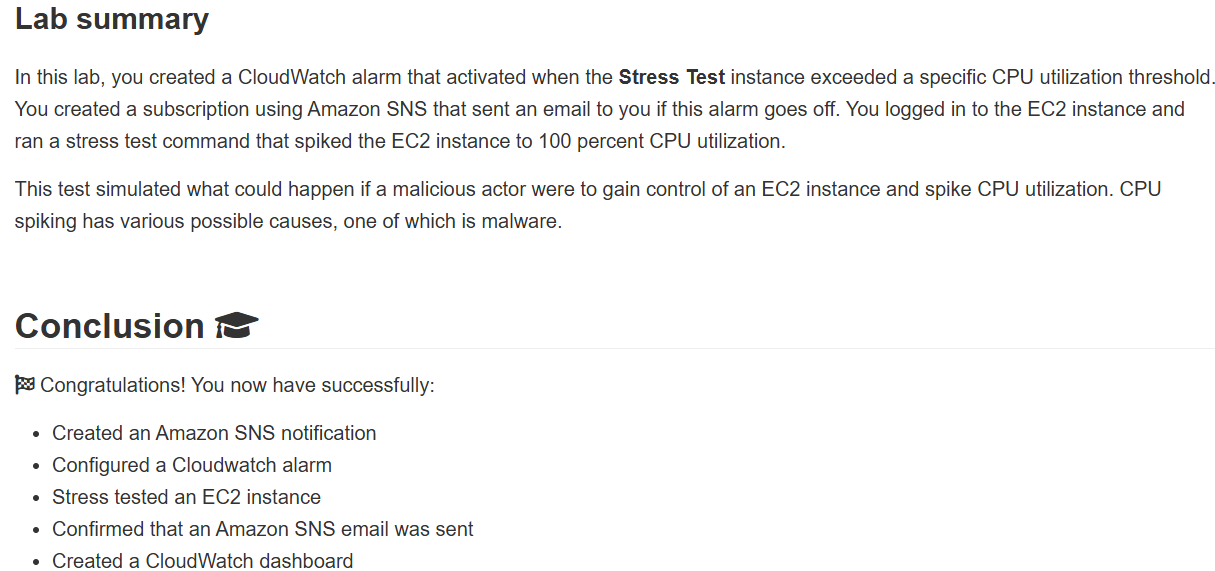 Lab summary
In this lab, you created a CloudWatch alarm that activated when the Stress Test instance exceeded a specific CPU utilization threshold.
You created a subscription using Amazon SNS that sent an email to you if this alarm goes off. You logged in to the EC2 instance and
ran a stress test command that spiked the EC2 instance to 100 percent CPU utilization.
This test simulated what could happen if a malicious actor were to gain control of an EC2 instance and spike CPU utilization. CPU
spiking has various possible causes, one of which is malware.
Conclusion
Congratulations! You now have successfully:
• Created an Amazon SNS notification
• Configured a Cloudwatch alarm
• Stress tested an EC2 instance
• Confirmed that an Amazon SNS email was sent
• Created a CloudWatch dashboard